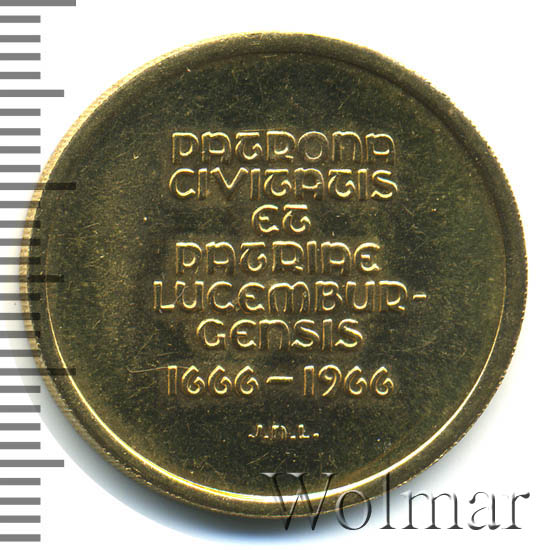 PATRONA
CIVITATIS
ET
PATRIAE
LUCEMBUR-
GENSIS
1666-1966
J.N.L.
Wolmar